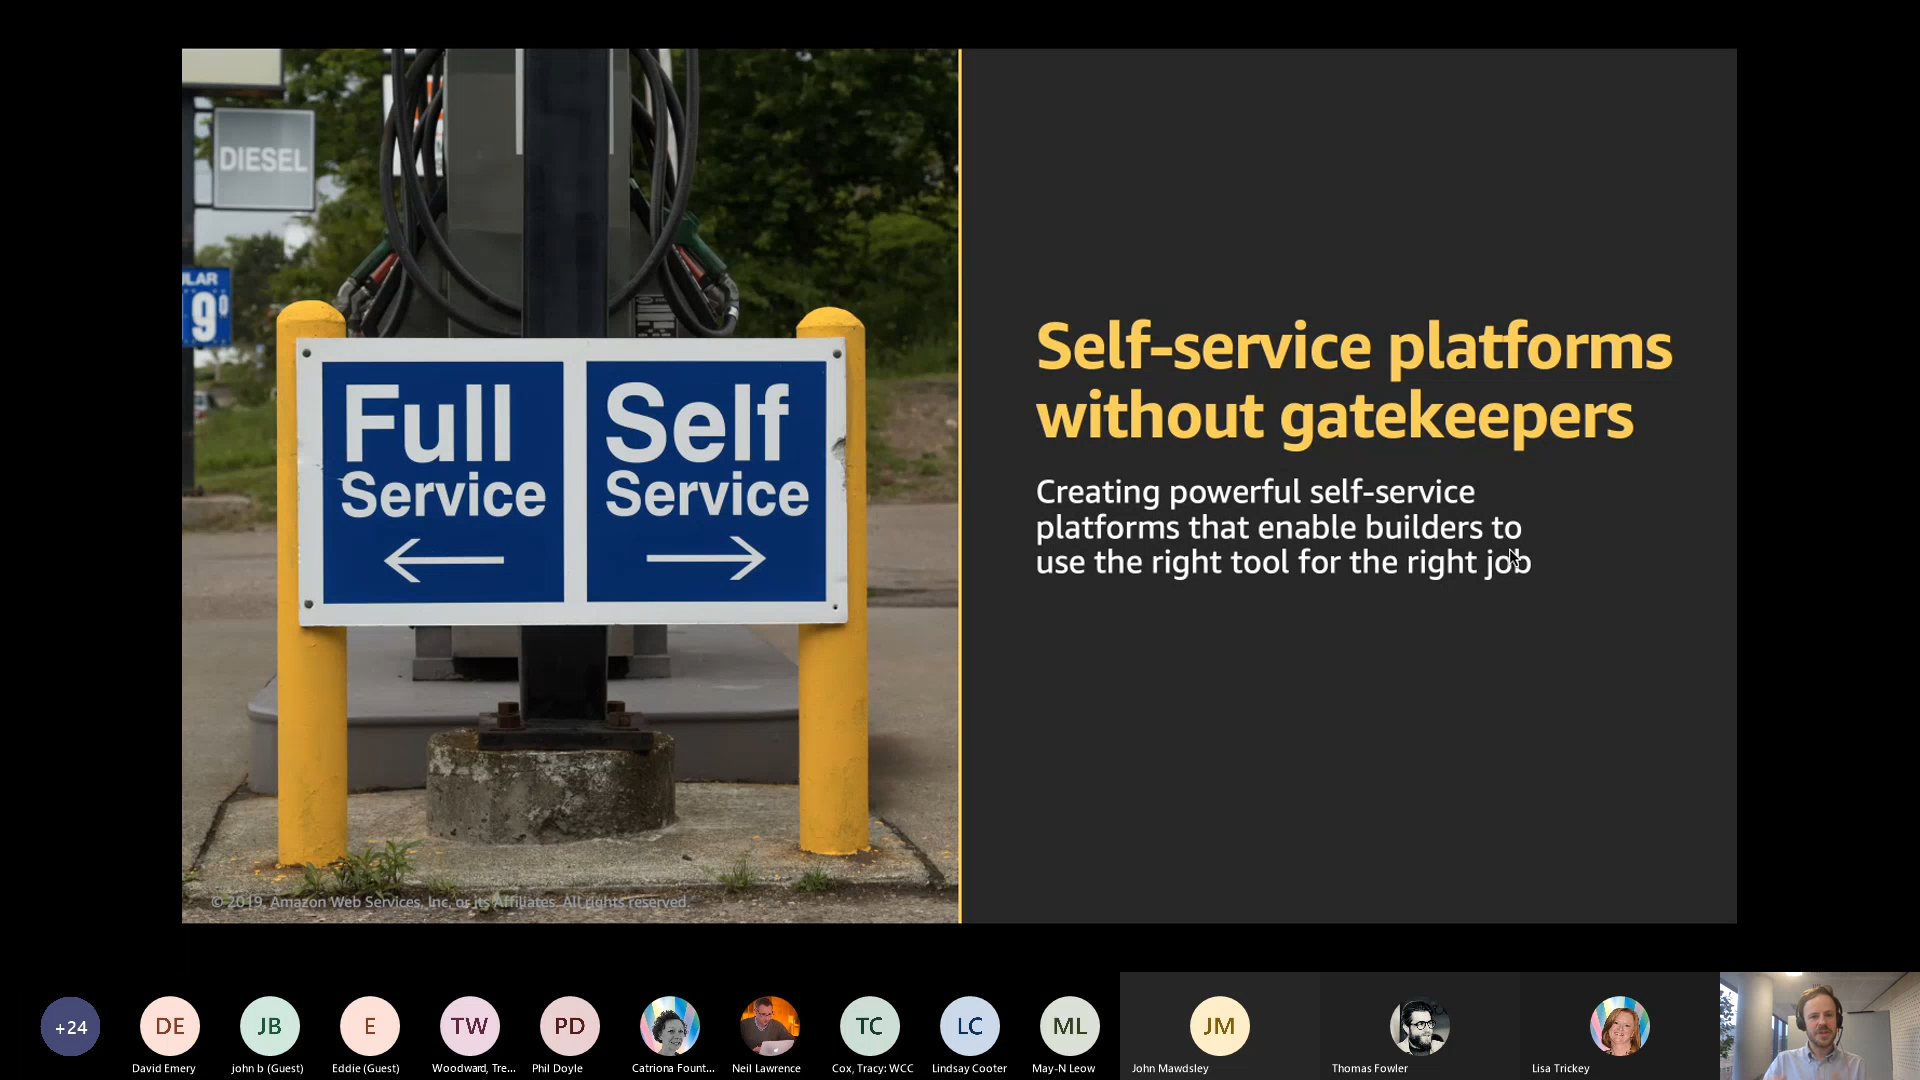 DIESEL
ULAR
9
Full
Service
Self
Service
© 2019, Amazon Web Services, Inc. or its Affiliates. All rights reserved.
Self-service platforms
without gatekeepers
Creating powerful self-service
platforms that enable builders to
use the right tool for the right job
+24
DE
JB
E
TW
PD
TC
LC
ML
JM
David Emery
john b (Guest)
Eddie (Guest)
Woodward, Tre...
Phil Doyle
Catriona Fount...
Neil Lawrence
Cox, Tracy: WCC
Lindsay Cooter
May-N Leow
John Mawdsley
Thomas Fowler
Lisa Trickey